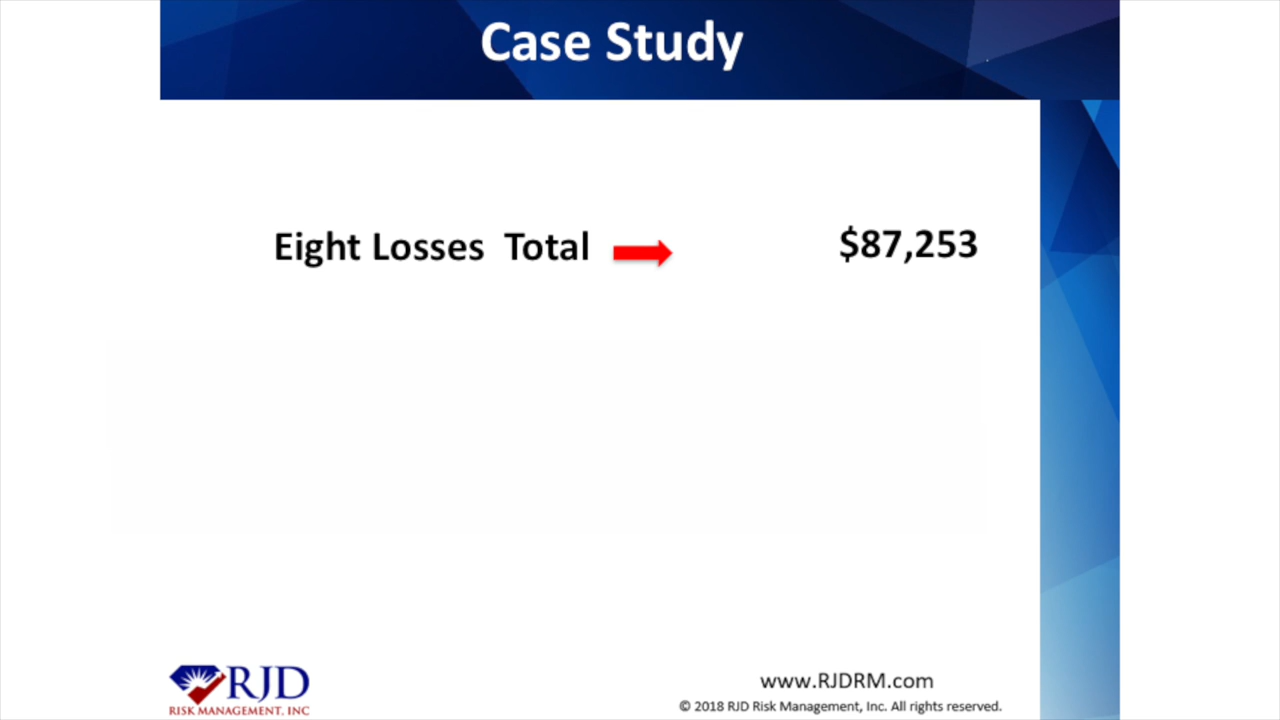 Case Study
Eight Losses Total $87,253
RJD
RISK MANAGEMENT, INC
www.RJDRM.com
© 2018 RJD Risk Management, Inc. All rights reserved.